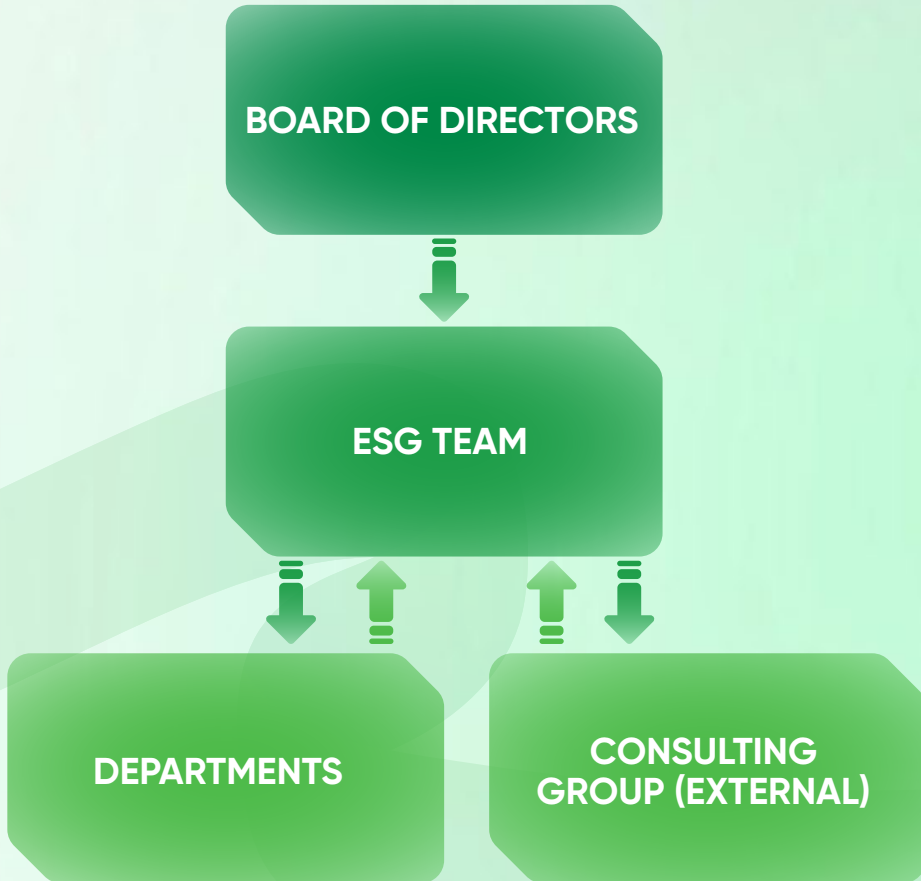 BOARD OF DIRECTORS
ESG TEAM
DEPARTMENTS
CONSULTING
GROUP (EXTERNAL)